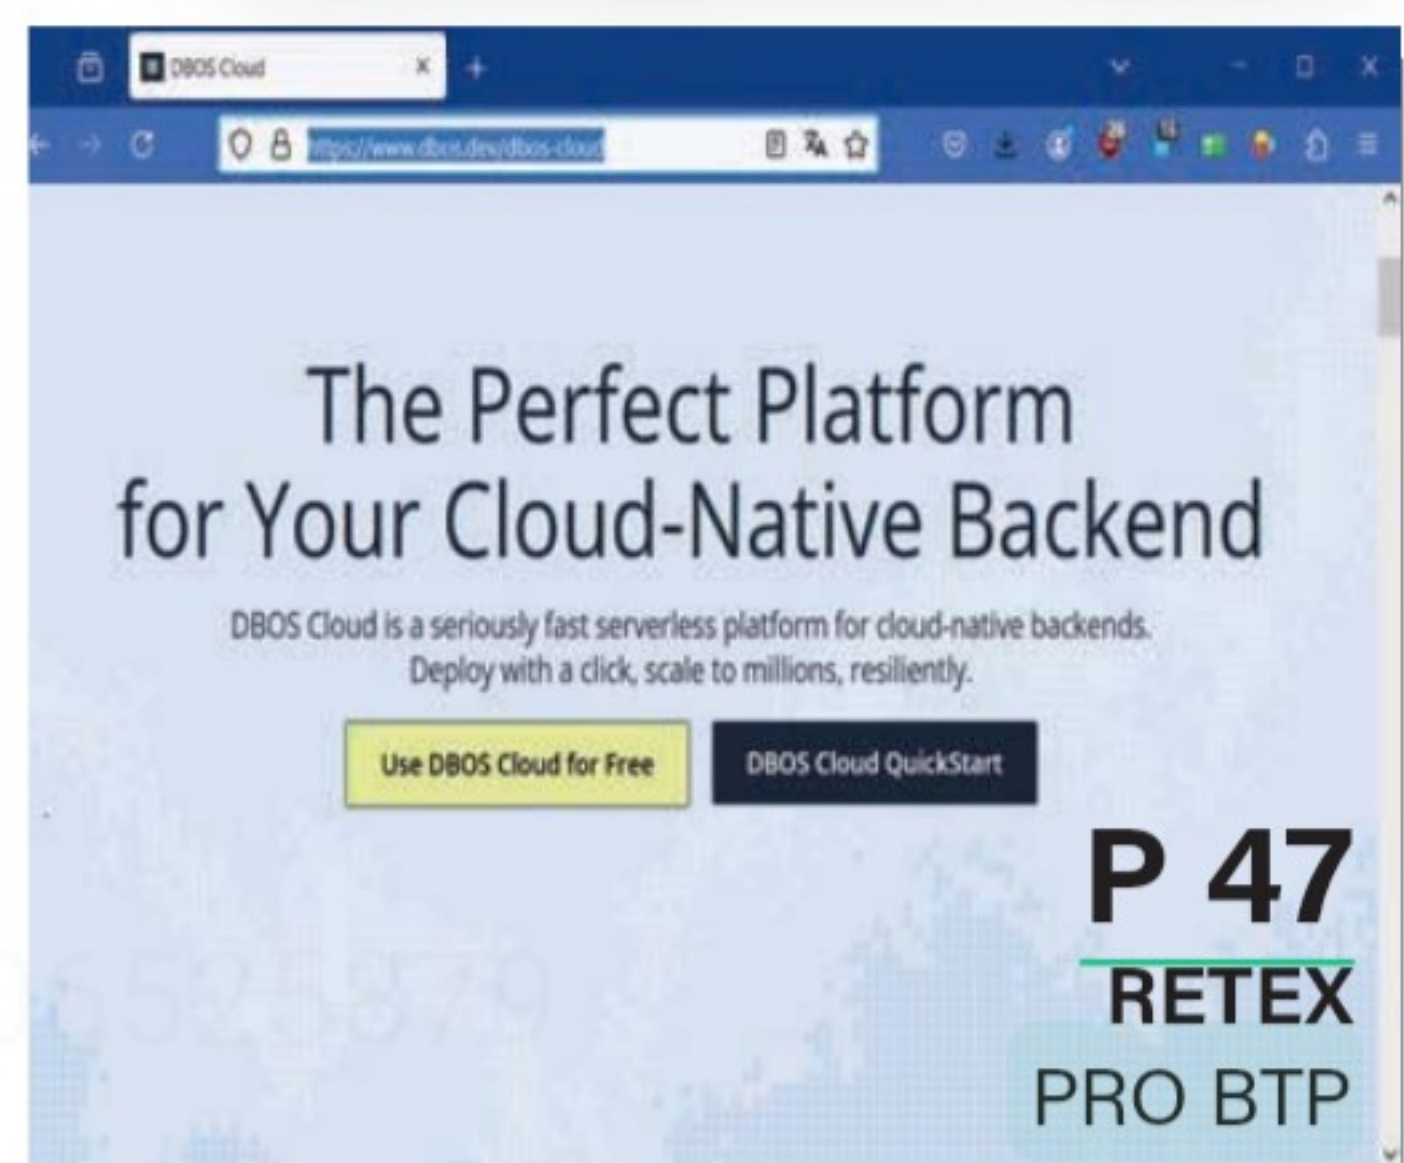 DBOS Cloud
https://www.dbos.dev/dbos-cloud
The Perfect Platform
for Your Cloud-Native Backend
DBOS Cloud is a seriously fast serverless platform for cloud-native backends.
Deploy with a click, scale to millions, resiliently.
Use DBOS Cloud for Free
DBOS Cloud QuickStart
P 47
RETEX
PRO BTP